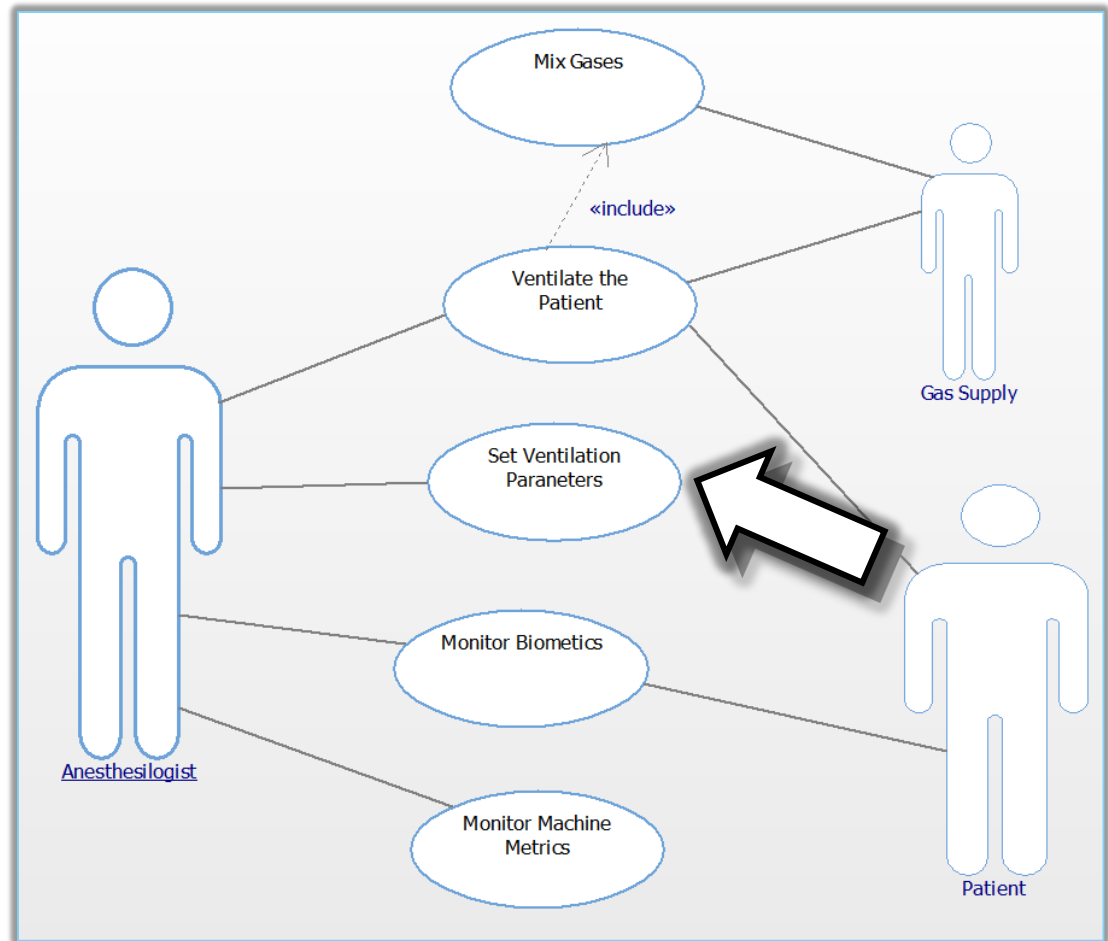 Mix Gases
«include»
Ventilate the
Patient
Gas Supply
Set Ventilation
Paraneters
Monitor Biometics
Anesthesilogist
Monitor Machine
Metrics
Patient